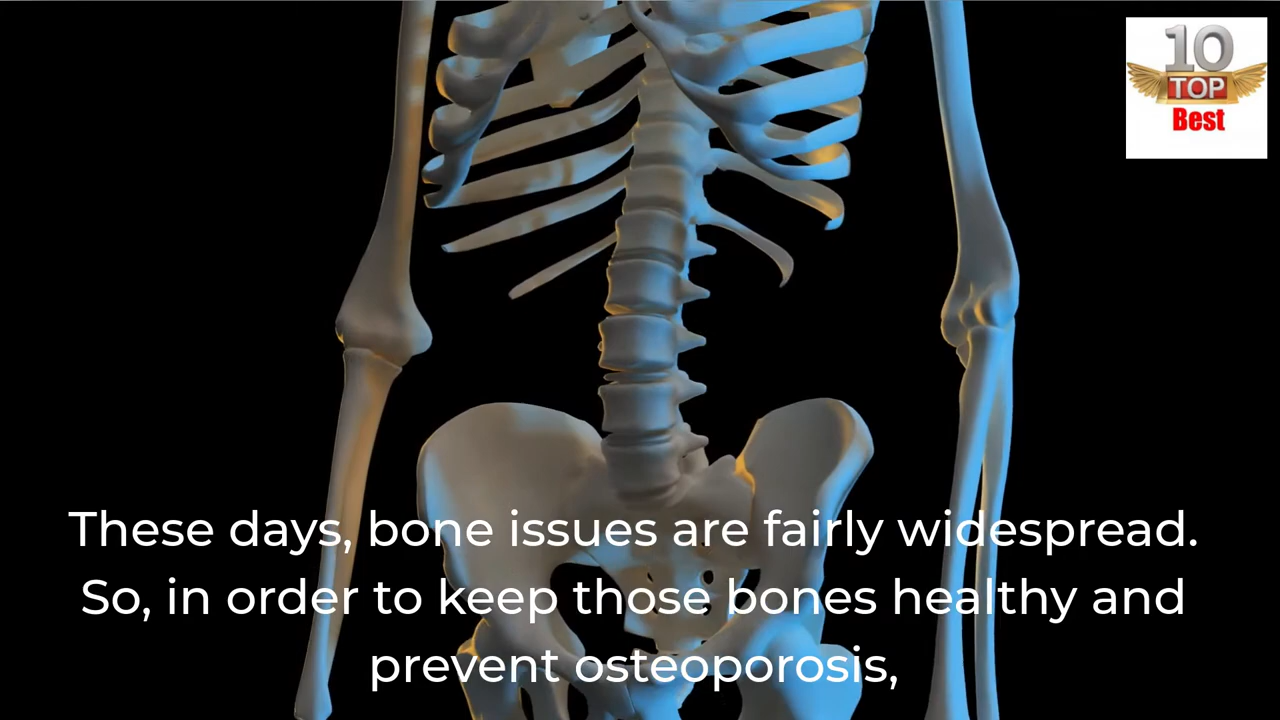 10
TOP
Best
These days, bone issues are fairly widespread.
So, in order to keep those bones healthy and
prevent osteoporosis,